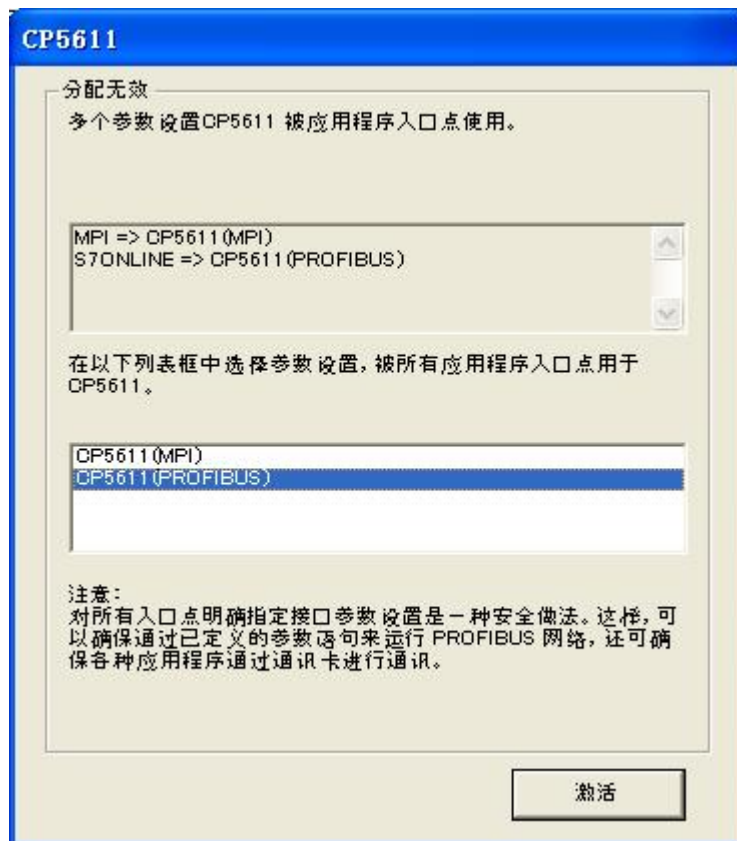 CP5611
分配无效
多个参数设置CP5611 被应用程序入口点使用。
MPI => CP5611(MPI)
S7ONLINE => CP5611(PROFIBUS)
在以下列表框中选择参数设置,被所有应用程序入口点用于
CP5611。
CP5611(MPI)
CP5611(PROFIBUS)
注意:
对所有入口点明确指定接口参数设置是一种安全做法。这样,可
以确保通过已定义的参数语句来运行 PROFIBUS 网络,还可确
保各种应用程序通过通讯卡进行通讯。
激活